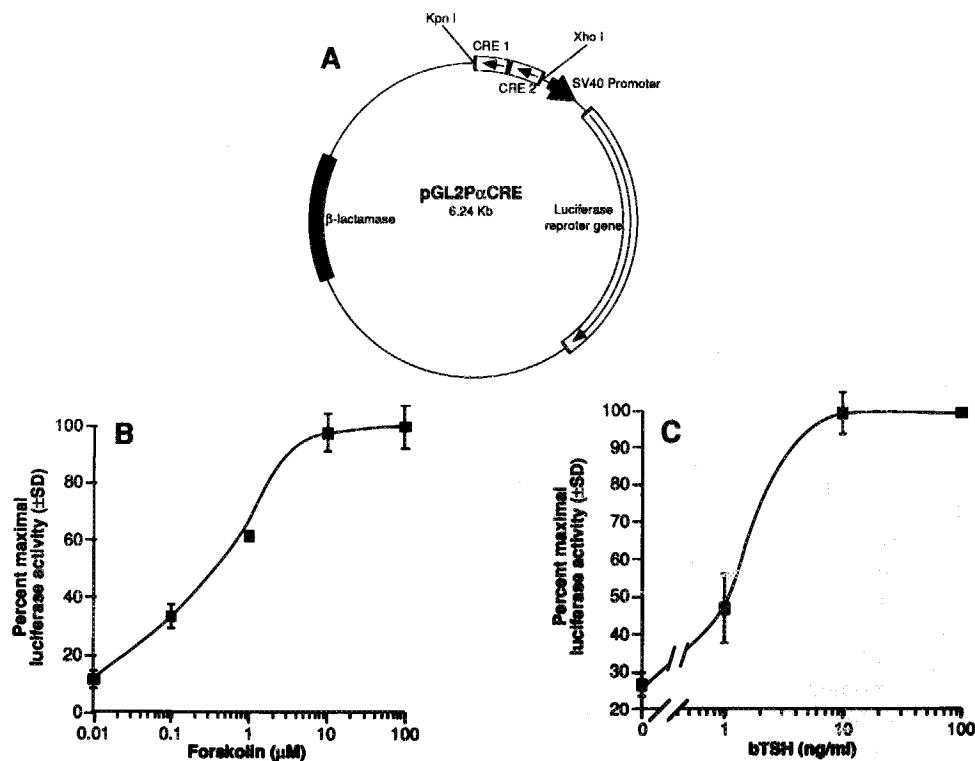 A
Kpn I
CRE 1
Xho I
CRE 2
SV40 Promoter
pGL2PαCRE
6.24 Kb
β-lactamase
Luciferase
reproter gene
B
Percent maximal
luciferase activity (±SD)
100
80
60
40
20
0
0.01
0.1
1
10
100
Forskolin (μM)
C
Percent maximal
luciferase activity (±SD)
100
90
80
70
60
50
40
30
20
0
1
10
100
bTSH (ng/ml)